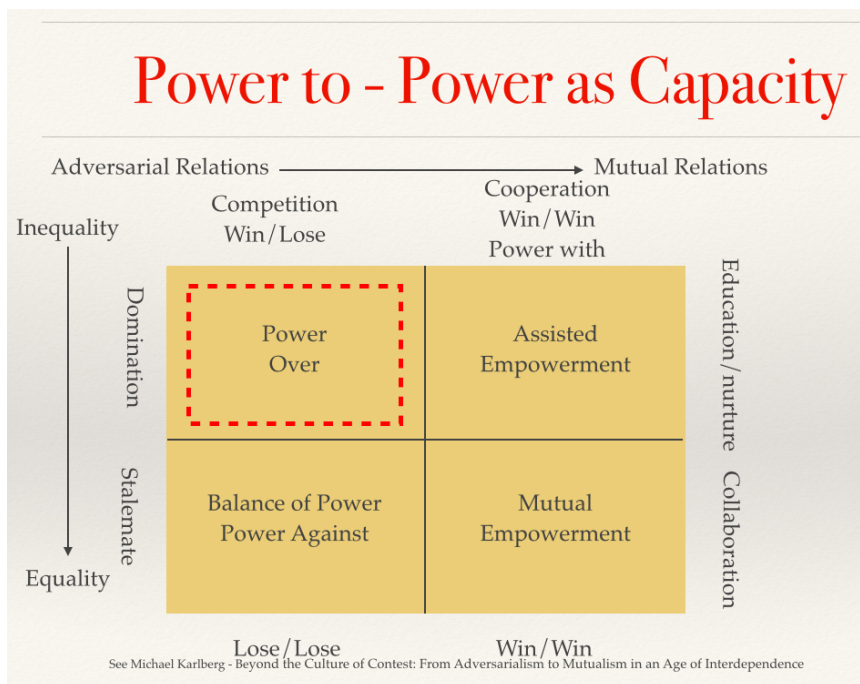 Power to - Power as Capacity
Adversarial Relations
Mutual Relations
Competition
Win/Lose
Cooperation
Win/Win
Power with
Inequality
Domination
Power
Over
Assisted
Empowerment
Education/nurture
Stalemate
Balance of Power
Power Against
Mutual
Empowerment
Collaboration
Equality
Lose/Lose
Win/Win
See Michael Karlberg - Beyond the Culture of Contest: From Adversarialism to Mutualism in an Age of Interdependence